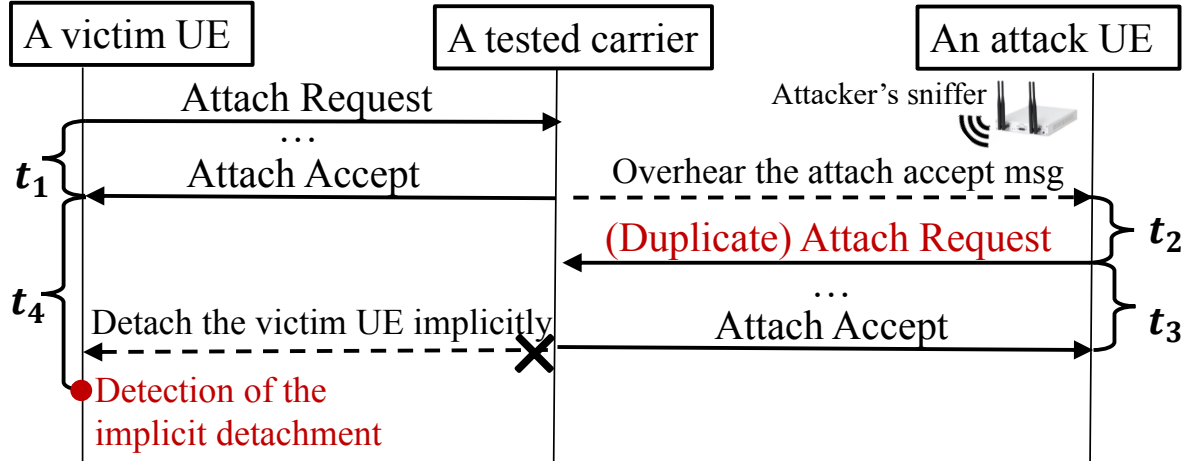 A victim UE
A tested carrier
An attack UE
Attach Request
Attacker's sniffer
…
t1
Attach Accept
Overhear the attach accept msg
(Duplicate) Attach Request
t2
t4
…
Detach the victim UE implicitly
Attach Accept
t3
Detection of the
implicit detachment